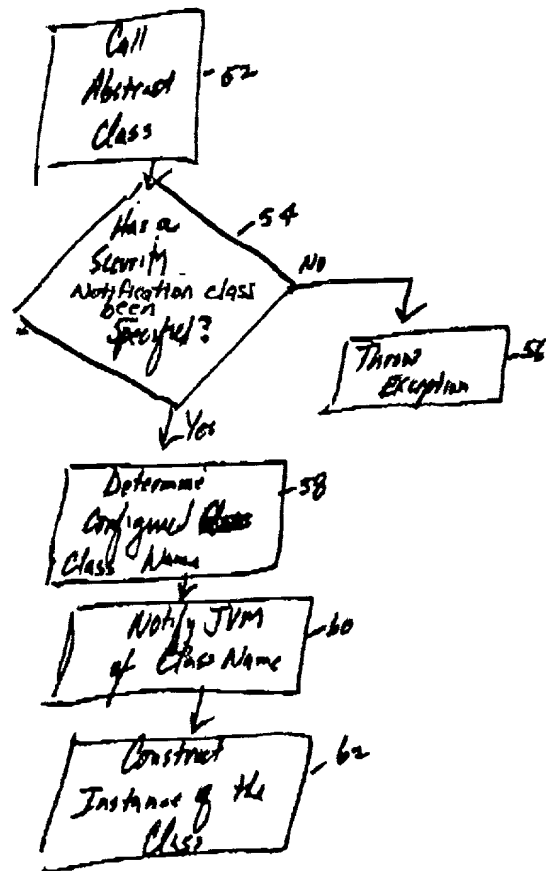 Call
Abstract
Class
52
Has a
Security
Notification class
been
Specified?
54
No
Throw
Exception
56
Yes
Determine
Configured
Class Name
58
Notify JVM
of Class Name
60
Construct
Instance of the
Class
62